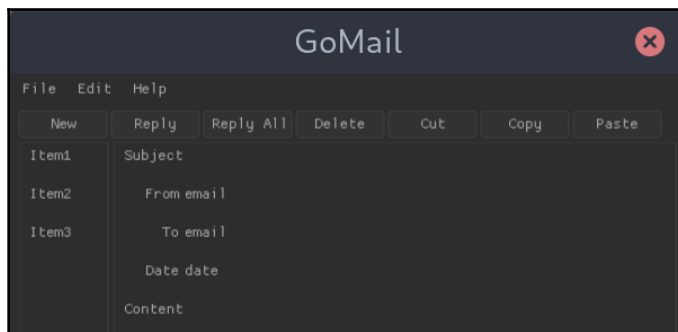 GoMail
File Edit Help
New Reply Reply All Delete Cut Copy Paste
Item1 Subject
Item2 From email
Item3 To email
Date date
Content